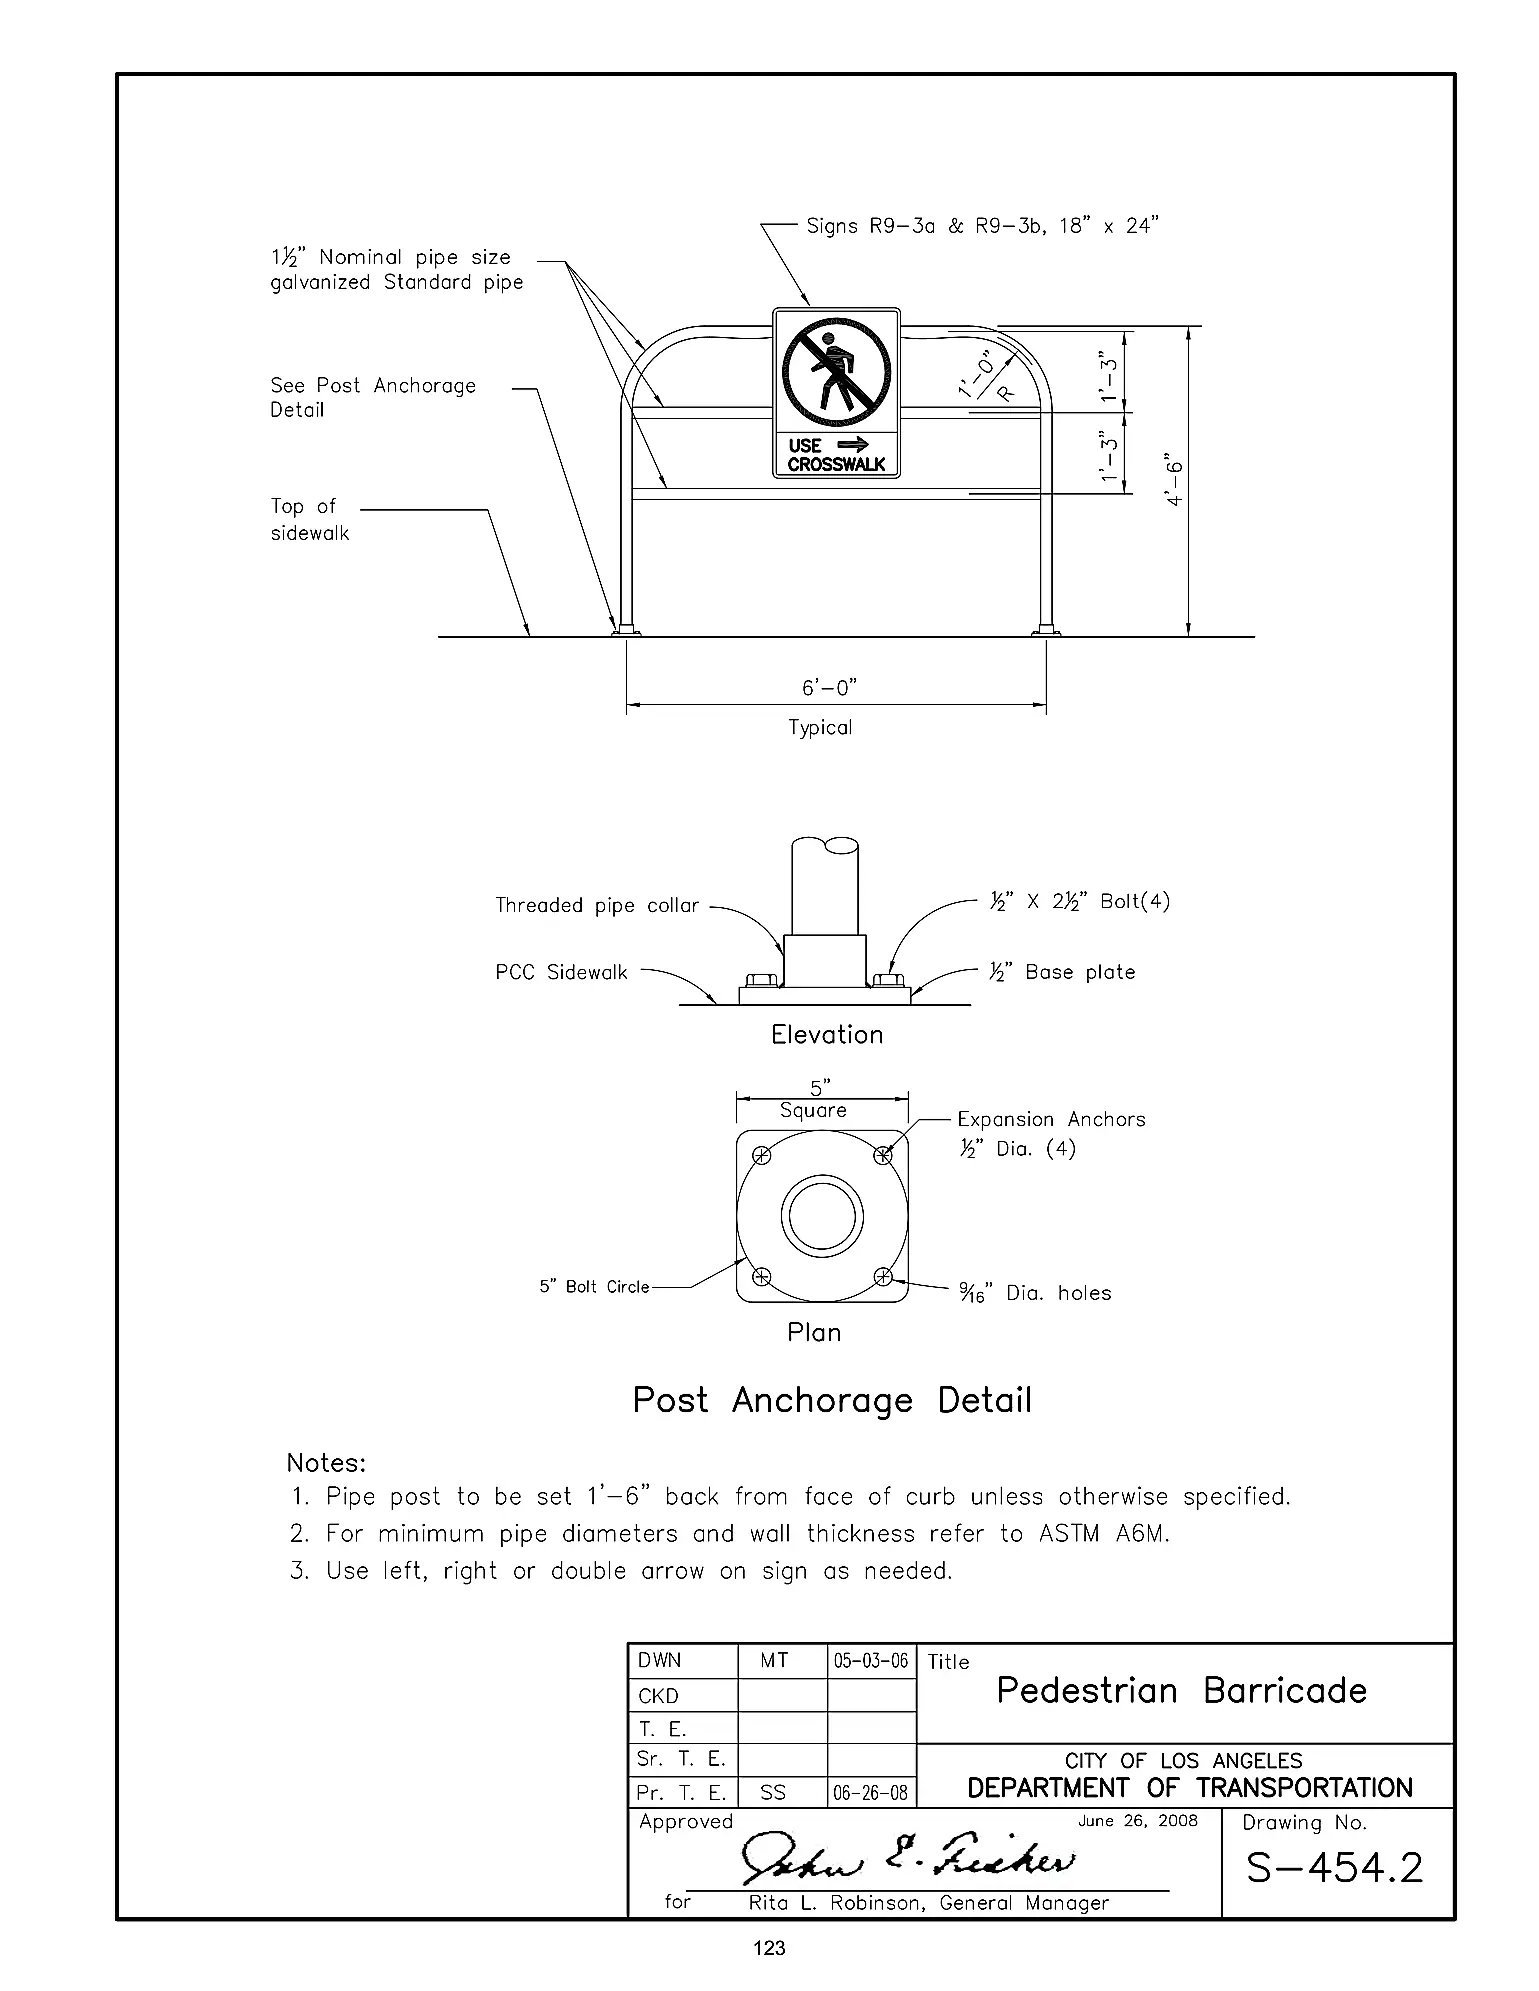 Signs R9-3a & R9-3b, 18" x 24"
1½" Nominal pipe size
galvanized Standard pipe
See Post Anchorage
Detail
Top of
sidewalk
USE
CROSSWALK
1'-0"
R
1'-3"
1'-3"
4'-6"
6'-0"
Typical
Threaded pipe collar
½" X 2½" Bolt(4)
PCC Sidewalk
½" Base plate
Elevation
5"
Square
Expansion Anchors
½" Dia. (4)
5" Bolt Circle
9/16" Dia. holes
Plan
Post Anchorage Detail
Notes:
1. Pipe post to be set 1'-6" back from face of curb unless otherwise specified.
2. For minimum pipe diameters and wall thickness refer to ASTM A6M.
3. Use left, right or double arrow on sign as needed.
DWN MT 05-03-06
CKD
T. E.
Sr. T. E.
Pr. T. E. SS 06-26-08
Title
Pedestrian Barricade
CITY OF LOS ANGELES
DEPARTMENT OF TRANSPORTATION
Approved
June 26, 2008
John E. Fisher
for Rita L. Robinson, General Manager
Drawing No.
S-454.2
123